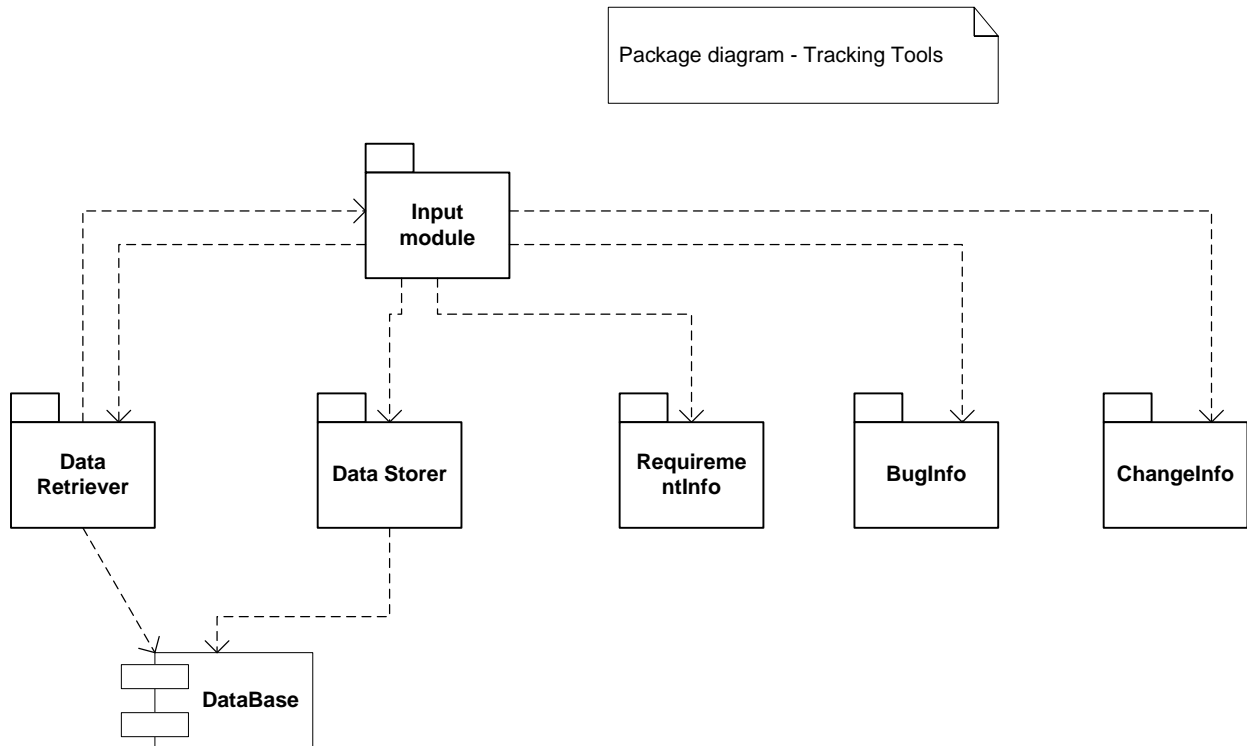 Package diagram - Tracking Tools
Input
module
Data
Retriever
Data Storer
Requireme
ntInfo
BugInfo
ChangeInfo
DataBase